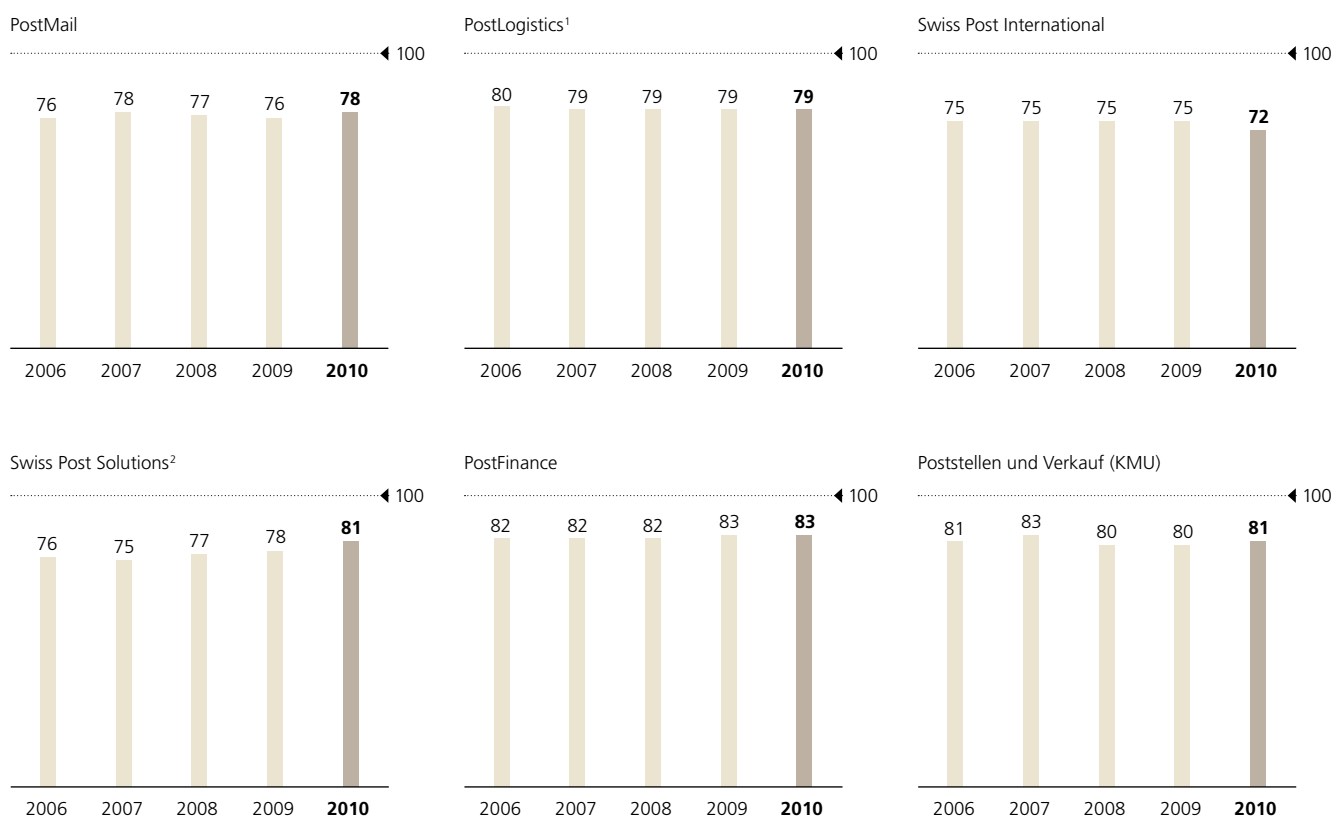 PostMail
100
76 78 77 76 78
2006 2007 2008 2009 2010
PostLogistics¹
100
80 79 79 79 79
2006 2007 2008 2009 2010
Swiss Post International
100
75 75 75 75 72
2006 2007 2008 2009 2010
Swiss Post Solutions²
100
76 75 77 78 81
2006 2007 2008 2009 2010
PostFinance
100
82 82 82 83 83
2006 2007 2008 2009 2010
Poststellen und Verkauf (KMU)
100
81 83 80 80 81
2006 2007 2008 2009 2010